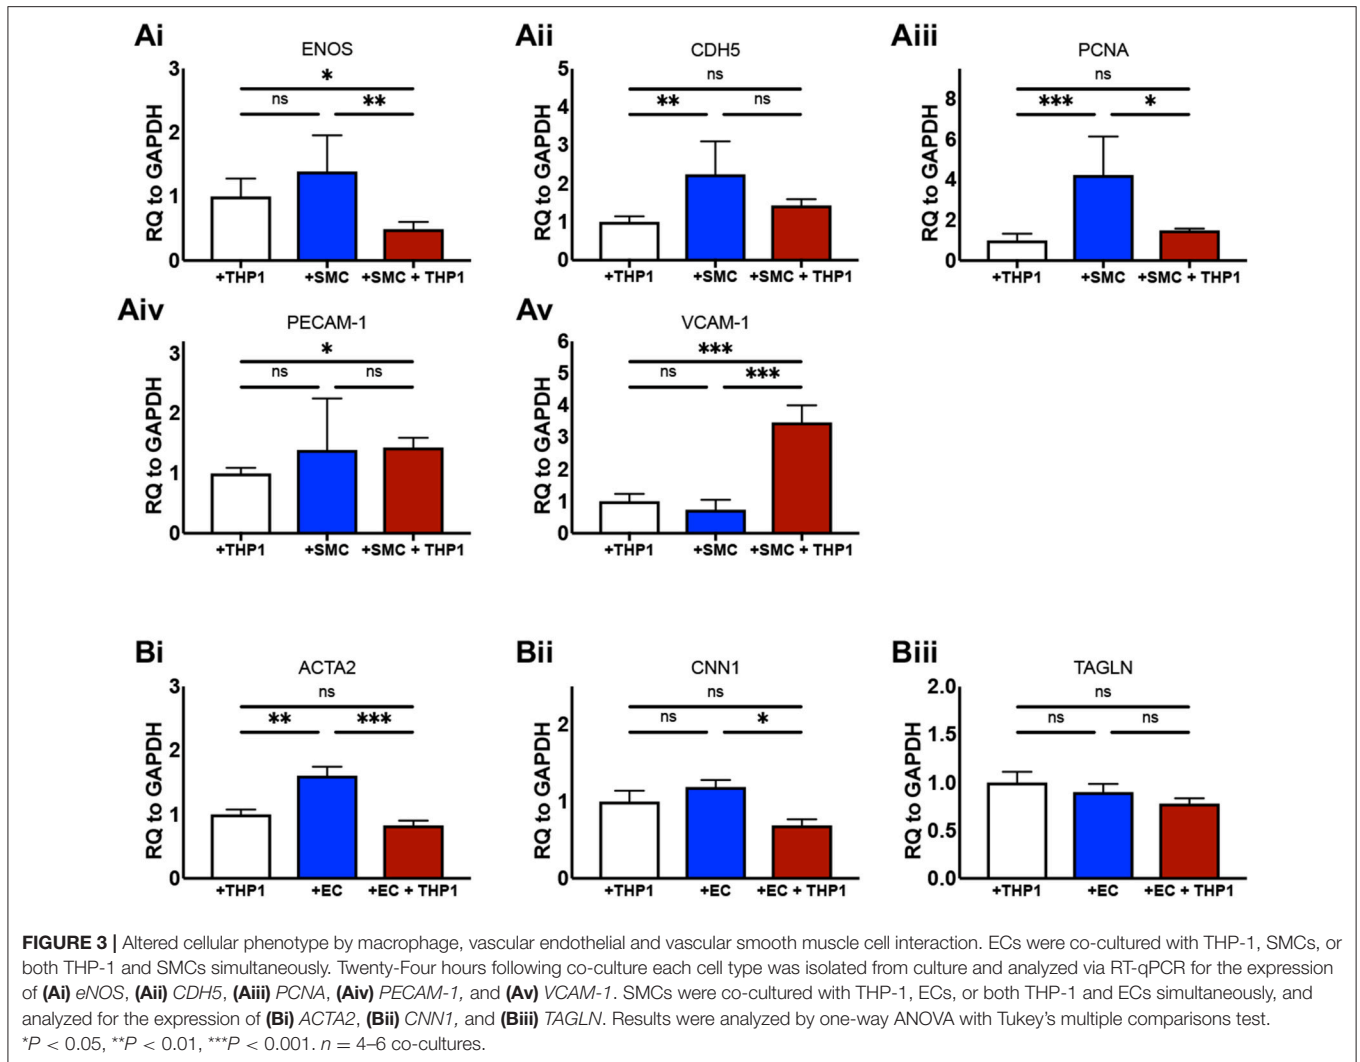 Ai
ENOS
RQ to GAPDH
3
2
1
0
*
ns
**
+THP1
+SMC
+SMC + THP1
Aii
CDH5
RQ to GAPDH
5
4
3
2
1
0
ns
**
ns
+THP1
+SMC
+SMC + THP1
Aiii
PCNA
RQ to GAPDH
8
6
4
2
0
ns
***
*
+THP1
+SMC
+SMC + THP1
Aiv
PECAM-1
RQ to GAPDH
3
2
1
0
*
ns
ns
+THP1
+SMC
+SMC + THP1
Av
VCAM-1
RQ to GAPDH
6
5
4
3
2
1
0
***
ns
***
+THP1
+SMC
+SMC + THP1
Bi
ACTA2
RQ to GAPDH
3
2
1
0
ns
**
***
+THP1
+EC
+EC + THP1
Bii
CNN1
RQ to GAPDH
2
1
0
ns
ns
*
+THP1
+EC
+EC + THP1
Biii
TAGLN
RQ to GAPDH
2.0
1.5
1.0
0.5
0.0
ns
ns
ns
+THP1
+EC
+EC + THP1
FIGURE 3 | Altered cellular phenotype by macrophage, vascular endothelial and vascular smooth muscle cell interaction. ECs were co-cultured with THP-1, SMCs, or
both THP-1 and SMCs simultaneously. Twenty-Four hours following co-culture each cell type was isolated from culture and analyzed via RT-qPCR for the expression
of (Ai) eNOS, (Aii) CDH5, (Aiii) PCNA, (Aiv) PECAM-1, and (Av) VCAM-1. SMCs were co-cultured with THP-1, ECs, or both THP-1 and ECs simultaneously, and
analyzed for the expression of (Bi) ACTA2, (Bii) CNN1, and (Biii) TAGLN. Results were analyzed by one-way ANOVA with Tukey's multiple comparisons test.
*P < 0.05, **P < 0.01, ***P < 0.001. n = 4–6 co-cultures.